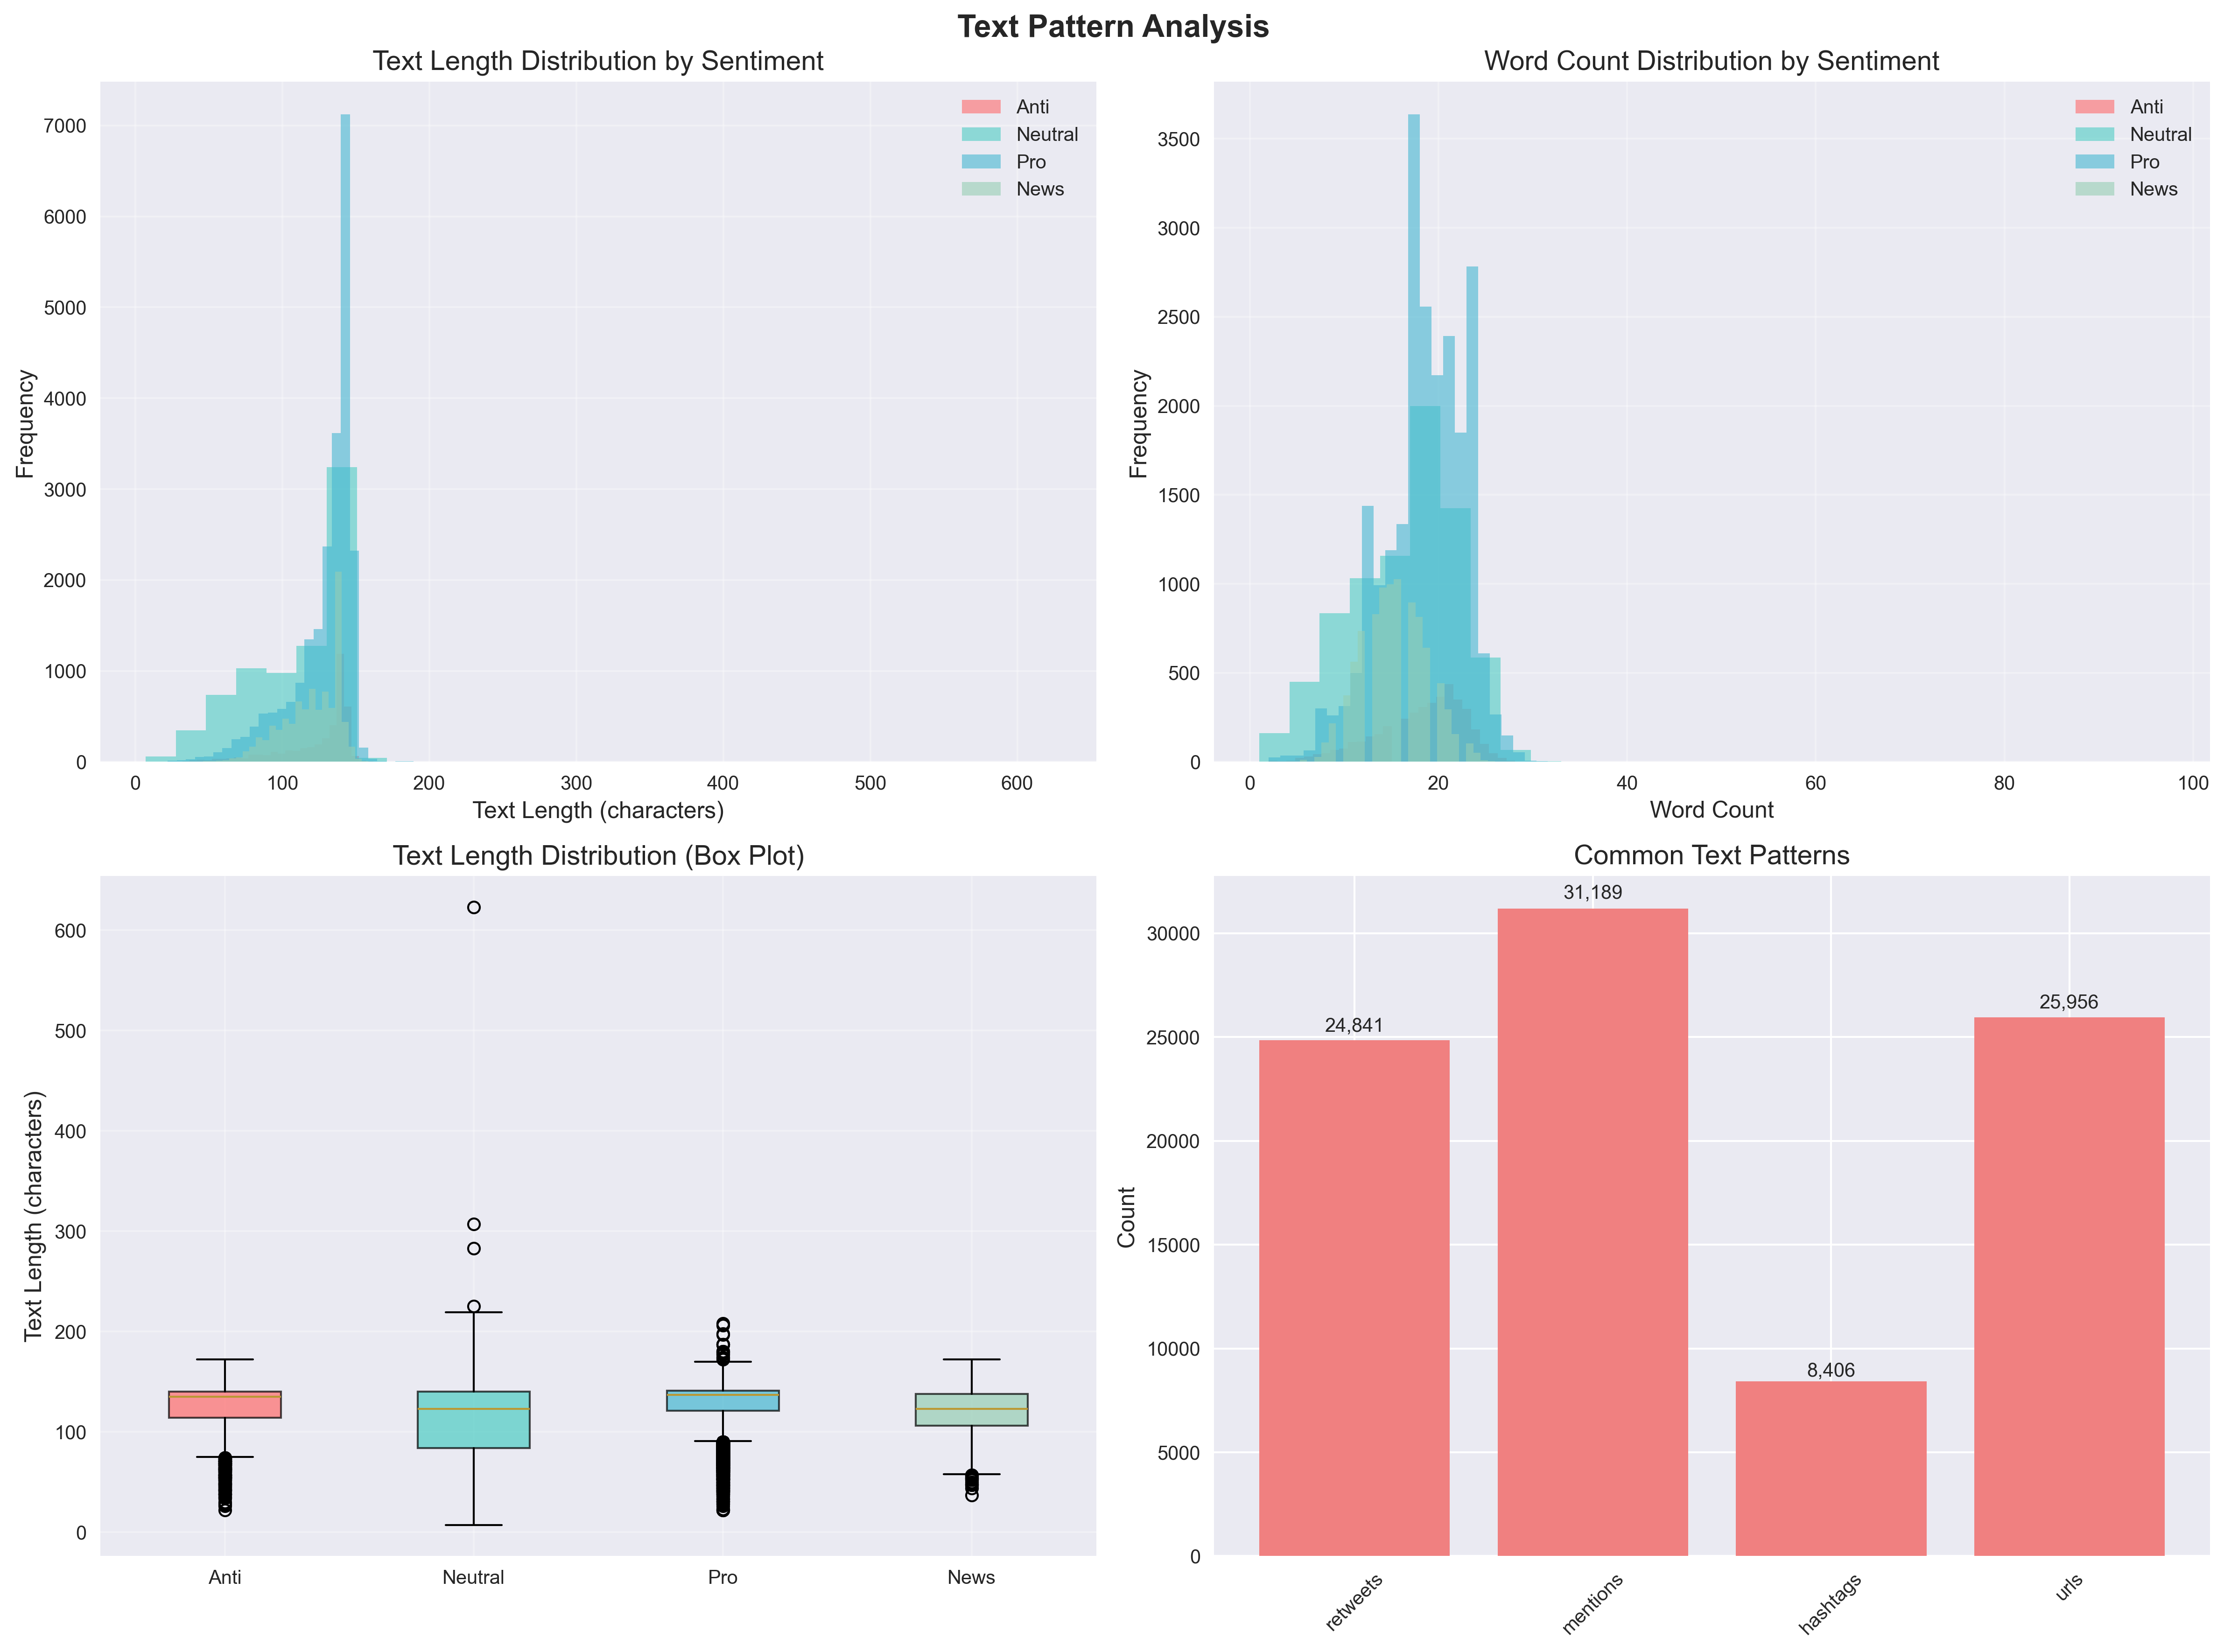 Text Pattern Analysis
Text Length Distribution by Sentiment
Frequency
7000
6000
5000
4000
3000
2000
1000
0
0 100 200 300 400 500 600
Text Length (characters)
Anti
Neutral
Pro
News
Word Count Distribution by Sentiment
Frequency
3500
3000
2500
2000
1500
1000
500
0
0 20 40 60 80 100
Word Count
Anti
Neutral
Pro
News
Text Length Distribution (Box Plot)
Text Length (characters)
600
500
400
300
200
100
0
Anti Neutral Pro News
Common Text Patterns
Count
30000
25000
20000
15000
10000
5000
0
24,841
31,189
8,406
25,956
retweets mentions hashtags urls